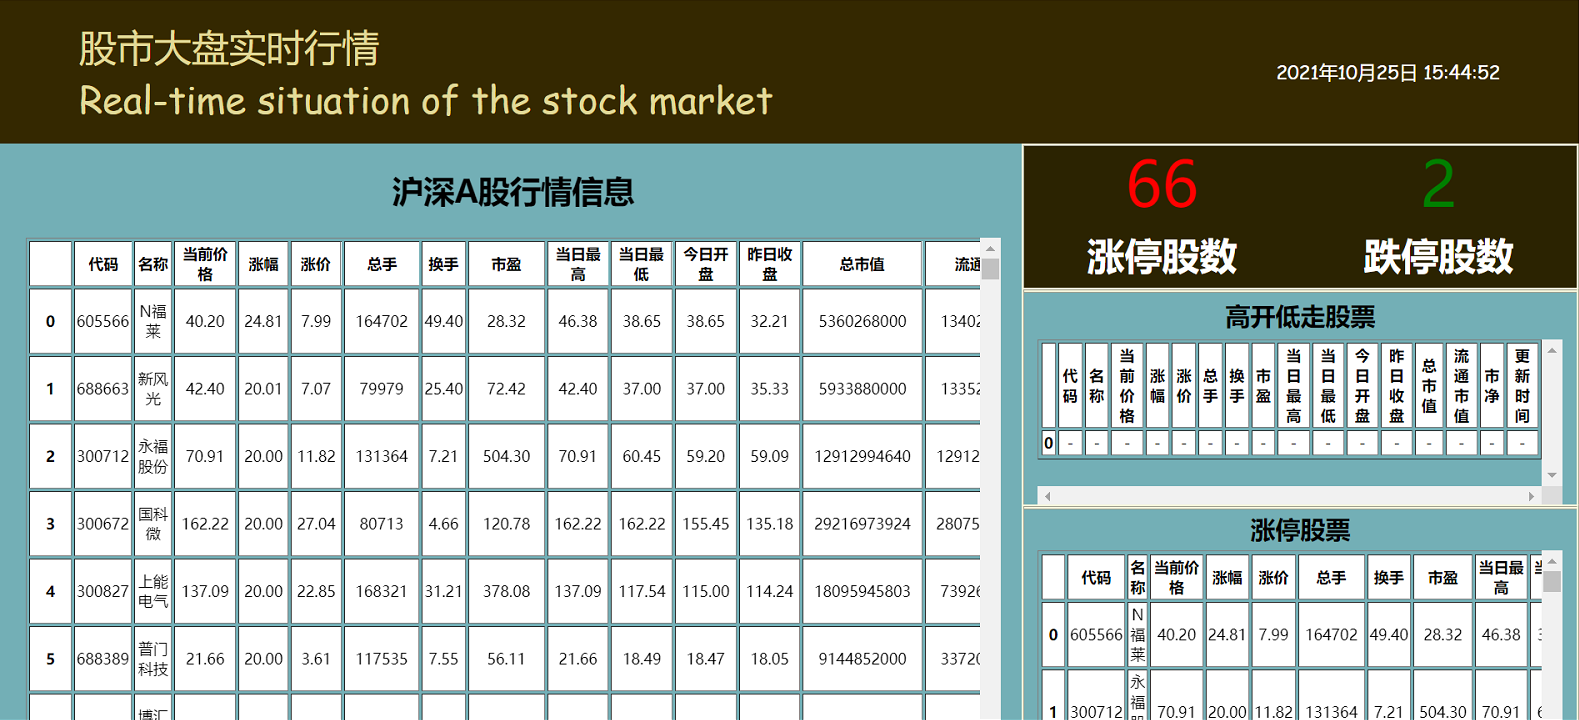 股市大盘实时行情
Real-time situation of the stock market
2021年10月25日 15:44:52
沪深A股行情信息
代码 名称 当前价格 涨幅 涨价 总手 换手 市盈 当日最高 当日最低 今日开盘 昨日收盘 总市值 流通
0 605566 N福莱 40.20 24.81 7.99 164702 49.40 28.32 46.38 38.65 38.65 32.21 5360268000 13402
1 688663 新风光 42.40 20.01 7.07 79979 25.40 72.42 42.40 37.00 37.00 35.33 5933880000 13352
2 300712 永福股份 70.91 20.00 11.82 131364 7.21 504.30 70.91 60.45 59.20 59.09 12912994640 12912
3 300672 国科微 162.22 20.00 27.04 80713 4.66 120.78 162.22 162.22 155.45 135.18 29216973924 28075
4 300827 上能电气 137.09 20.00 22.85 168321 31.21 378.08 137.09 117.54 115.00 114.24 18095945803 73926
5 688389 普门科技 21.66 20.00 3.61 117535 7.55 56.11 21.66 18.49 18.47 18.05 9144852000 33720
博汇
66 2
涨停股数 跌停股数
高开低走股票
代码 名称 当前价格 涨幅 涨价 总手 换手 市盈 当日最高 当日最低 今日开盘 昨日收盘 总市值 流通市值 市净 更新时间
0 - - - - - - - - - - - - - - - -
涨停股票
代码 名称 当前价格 涨幅 涨价 总手 换手 市盈 当日最高
0 605566 N福莱 40.20 24.81 7.99 164702 49.40 28.32 46.38
1 300712 永福 70.91 20.00 11.82 131364 7.21 504.30 70.91